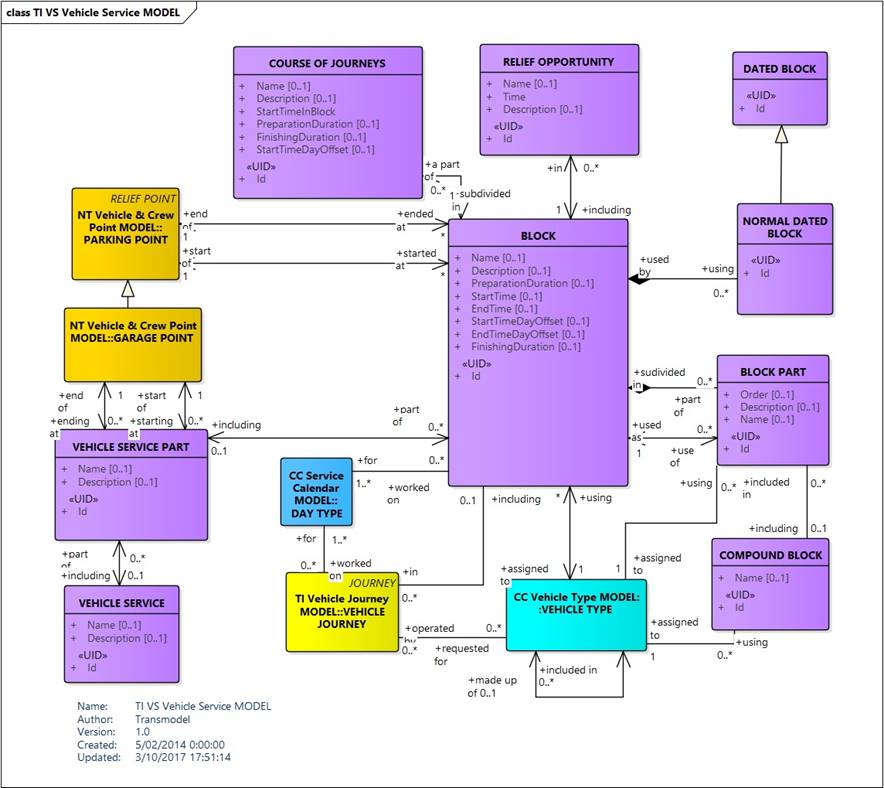 class TI VS Vehicle Service MODEL
COURSE OF JOURNEYS
+ Name [0..1]
+ Description [0..1]
+ StartTimeInBlock
+ PreparationDuration [0..1]
+ FinishingDuration [0..1]
+ StartTimeDayOffset [0..1]
«UID»
+ Id
RELIEF OPPORTUNITY
+ Name [0..1]
+ Time
+ Description [0..1]
«UID»
+ Id
DATED BLOCK
«UID»
+ Id
+a part
of
0..*
1
+subdivided
in
+in
0..*
1
+including
RELIEF POINT
NT Vehicle & Crew
Point MODEL::
PARKING POINT
+end
of
1
+ended
at
*
+start
of
1
+started
at
*
BLOCK
+ Name [0..1]
+ Description [0..1]
+ PreparationDuration [0..1]
+ StartTime [0..1]
+ EndTime [0..1]
+ StartTimeDayOffset [0..1]
+ EndTimeDayOffset [0..1]
+ FinishingDuration [0..1]
«UID»
+ Id
NORMAL DATED
BLOCK
«UID»
+ Id
+used
by
+using
0..*
NT Vehicle & Crew Point
MODEL::GARAGE POINT
+end
of
1
+ending
at
0..*
+start
of
1
+starting
at
0..*
BLOCK PART
+ Order [0..1]
+ Description [0..1]
+ Name [0..1]
«UID»
+ Id
+sudivided
in
0..*
+part
of
+used
as
1
0..*
+use
of
VEHICLE SERVICE PART
+ Name [0..1]
+ Description [0..1]
«UID»
+ Id
+including
0..1
+part
of
0..*
CC Service
Calendar
MODEL::
DAY TYPE
+for
1..*
0..*
+worked
on
0..1
+including
*
+using
+using
0..*
+included
in
0..*
+including
0..1
COMPOUND BLOCK
+ Name [0..1]
«UID»
+ Id
+for
1..*
0..*
+worked
on
+part
of
0..*
+including
0..1
VEHICLE SERVICE
+ Name [0..1]
+ Description [0..1]
«UID»
+ Id
JOURNEY
TI Vehicle Journey
MODEL::VEHICLE
JOURNEY
+in
0..*
+assigned
to
1
1
+assigned
to
CC Vehicle Type MODEL:
:VEHICLE TYPE
+operated
by
0..*
0..*
+requested
for
+assigned
to
1
+using
0..*
+made up
of 0..1
+included in
0..*
Name: TI VS Vehicle Service MODEL
Author: Transmodel
Version: 1.0
Created: 5/02/2014 0:00:00
Updated: 3/10/2017 17:51:14